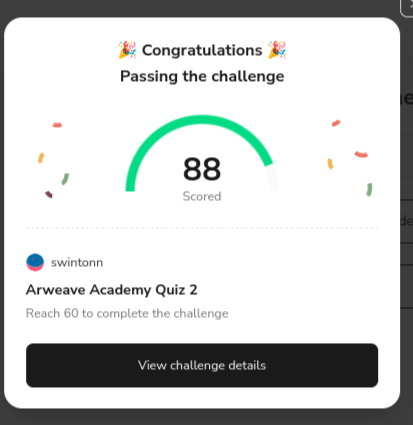 🎉 Congratulations 🎉
Passing the challenge
88
Scored
swintonn
Arweave Academy Quiz 2
Reach 60 to complete the challenge
View challenge details